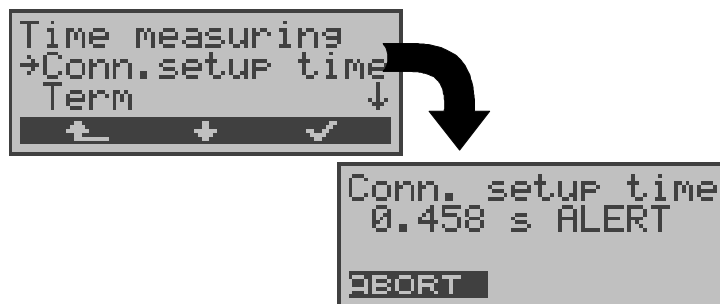 Time measuring
→Conn.setup time
Term ↓
Conn. setup time
0.458 s ALERT
ABORT